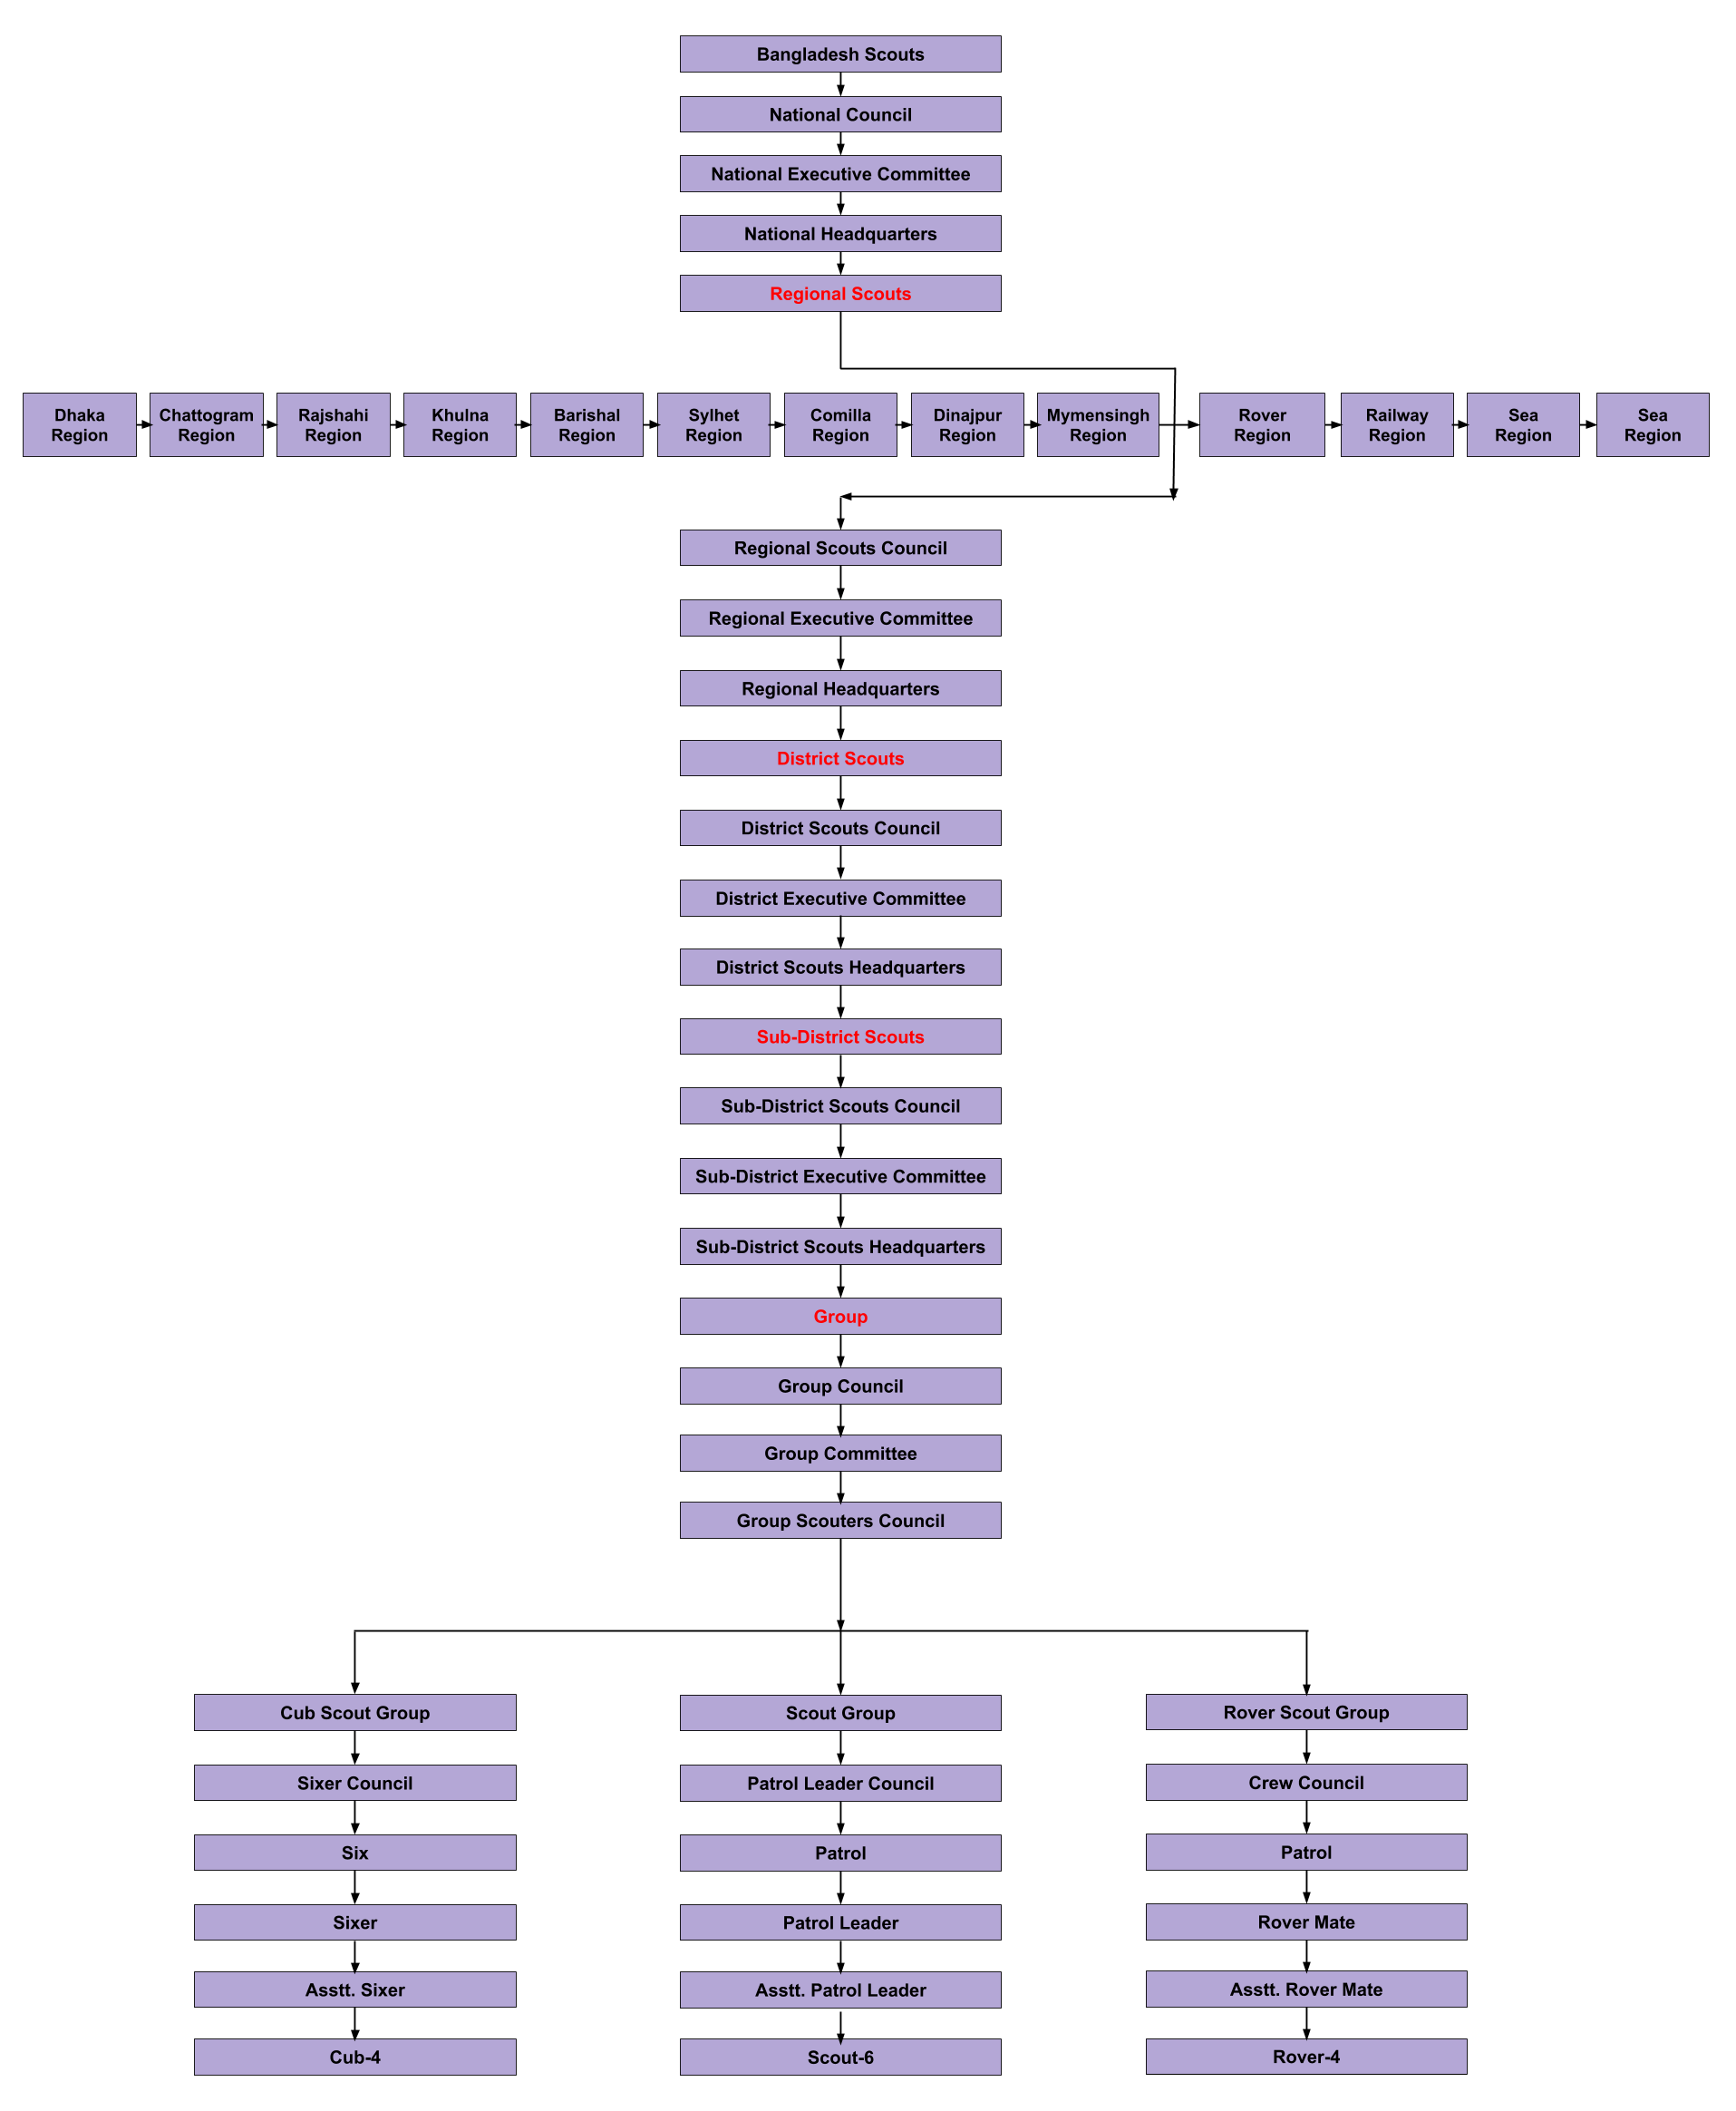 Bangladesh Scouts
National Council
National Executive Committee
National Headquarters
Regional Scouts
Dhaka
Region
Chattogram
Region
Rajshahi
Region
Khulna
Region
Barishal
Region
Sylhet
Region
Comilla
Region
Dinajpur
Region
Mymensingh
Region
Rover
Region
Railway
Region
Sea
Region
Sea
Region
Regional Scouts Council
Regional Executive Committee
Regional Headquarters
District Scouts
District Scouts Council
District Executive Committee
District Scouts Headquarters
Sub-District Scouts
Sub-District Scouts Council
Sub-District Executive Committee
Sub-District Scouts Headquarters
Group
Group Council
Group Committee
Group Scouters Council
Cub Scout Group
Sixer Council
Six
Sixer
Asstt. Sixer
Cub-4
Scout Group
Patrol Leader Council
Patrol
Patrol Leader
Asstt. Patrol Leader
Scout-6
Rover Scout Group
Crew Council
Patrol
Rover Mate
Asstt. Rover Mate
Rover-4